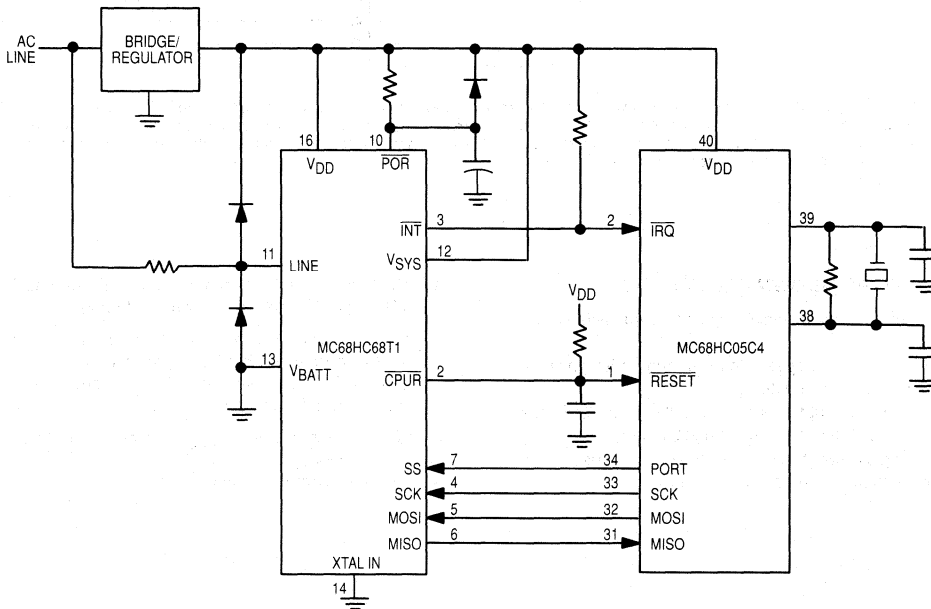 AC
LINE
BRIDGE/
REGULATOR
16
10
40
VDD
POR
VDD
3
2
39
INT
IRQ
12
VSYS
11
LINE
VDD
38
MC68HC68T1
MC68HC05C4
13
VBATT
2
1
CPUR
RESET
7
34
SS
PORT
4
33
SCK
SCK
5
32
MOSI
MOSI
6
31
MISO
MISO
XTAL IN
14